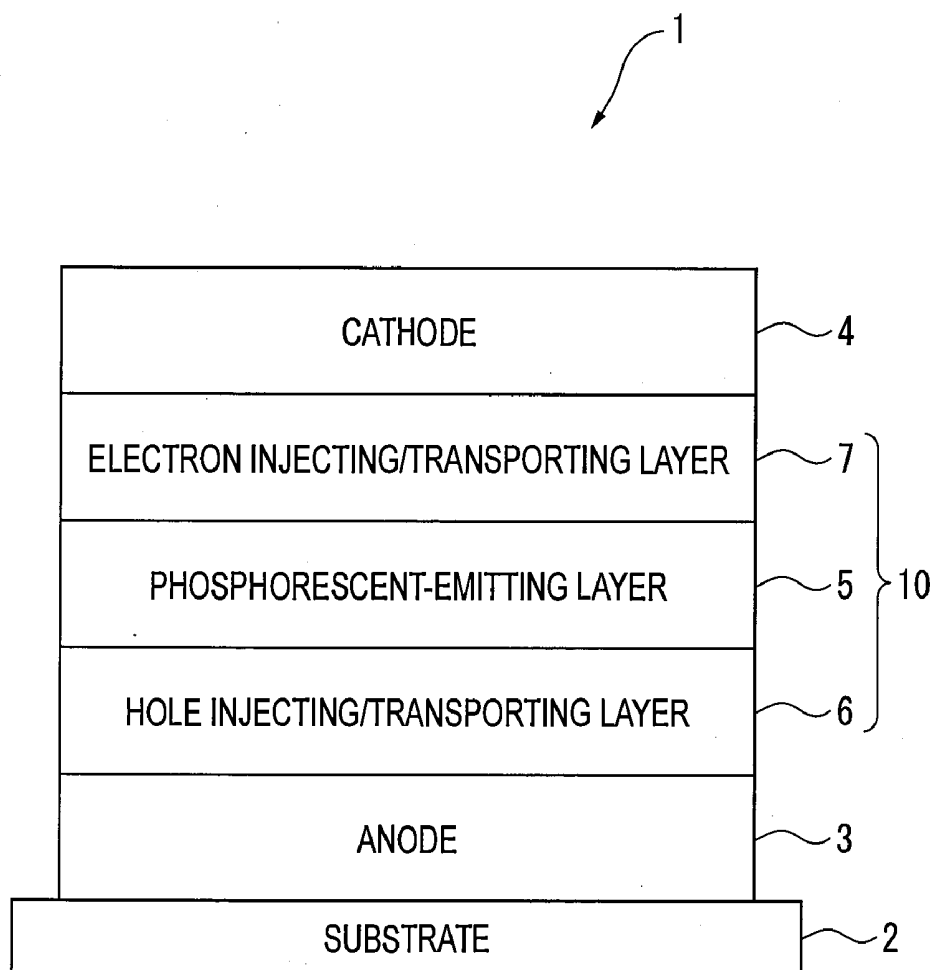 1
CATHODE 4
ELECTRON INJECTING/TRANSPORTING LAYER 7
PHOSPHORESCENT-EMITTING LAYER 5 10
HOLE INJECTING/TRANSPORTING LAYER 6
ANODE 3
SUBSTRATE 2